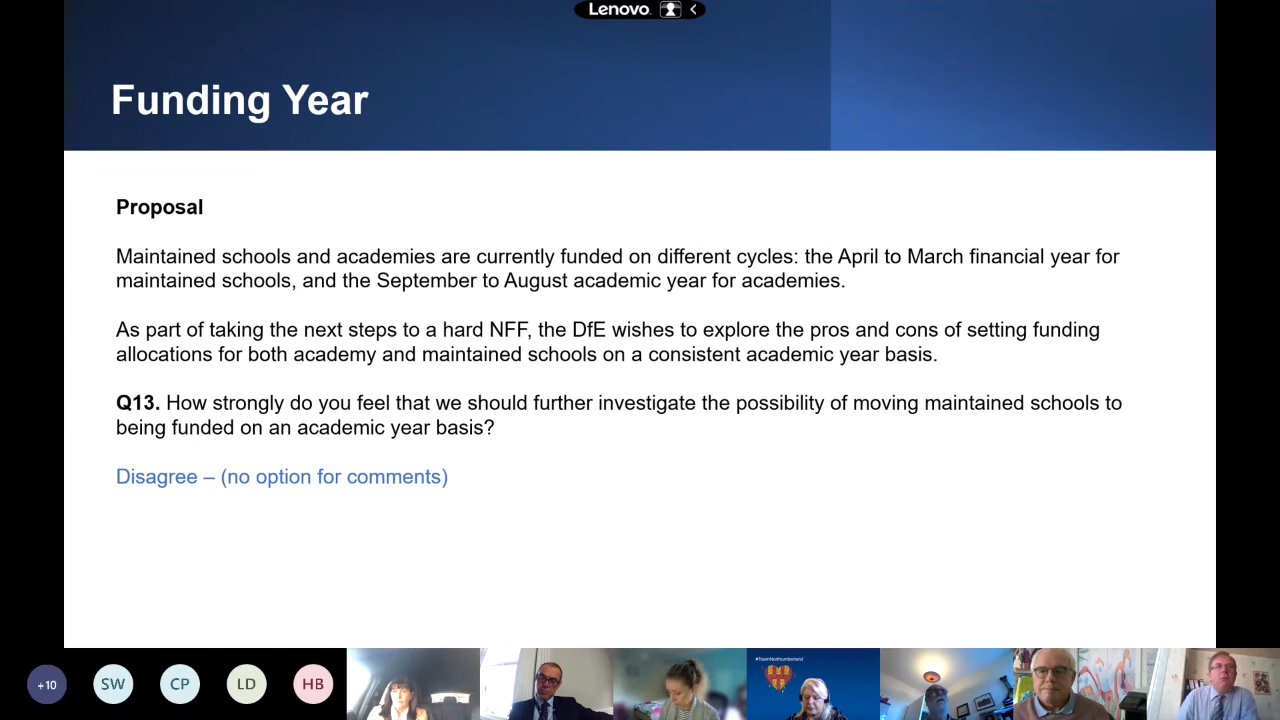 Lenovo
Funding Year
Proposal
Maintained schools and academies are currently funded on different cycles: the April to March financial year for
maintained schools, and the September to August academic year for academies.
As part of taking the next steps to a hard NFF, the DfE wishes to explore the pros and cons of setting funding
allocations for both academy and maintained schools on a consistent academic year basis.
Q13. How strongly do you feel that we should further investigate the possibility of moving maintained schools to
being funded on an academic year basis?
Disagree – (no option for comments)
+10
SW
CP
LD
HB
#TeamNorthumberland